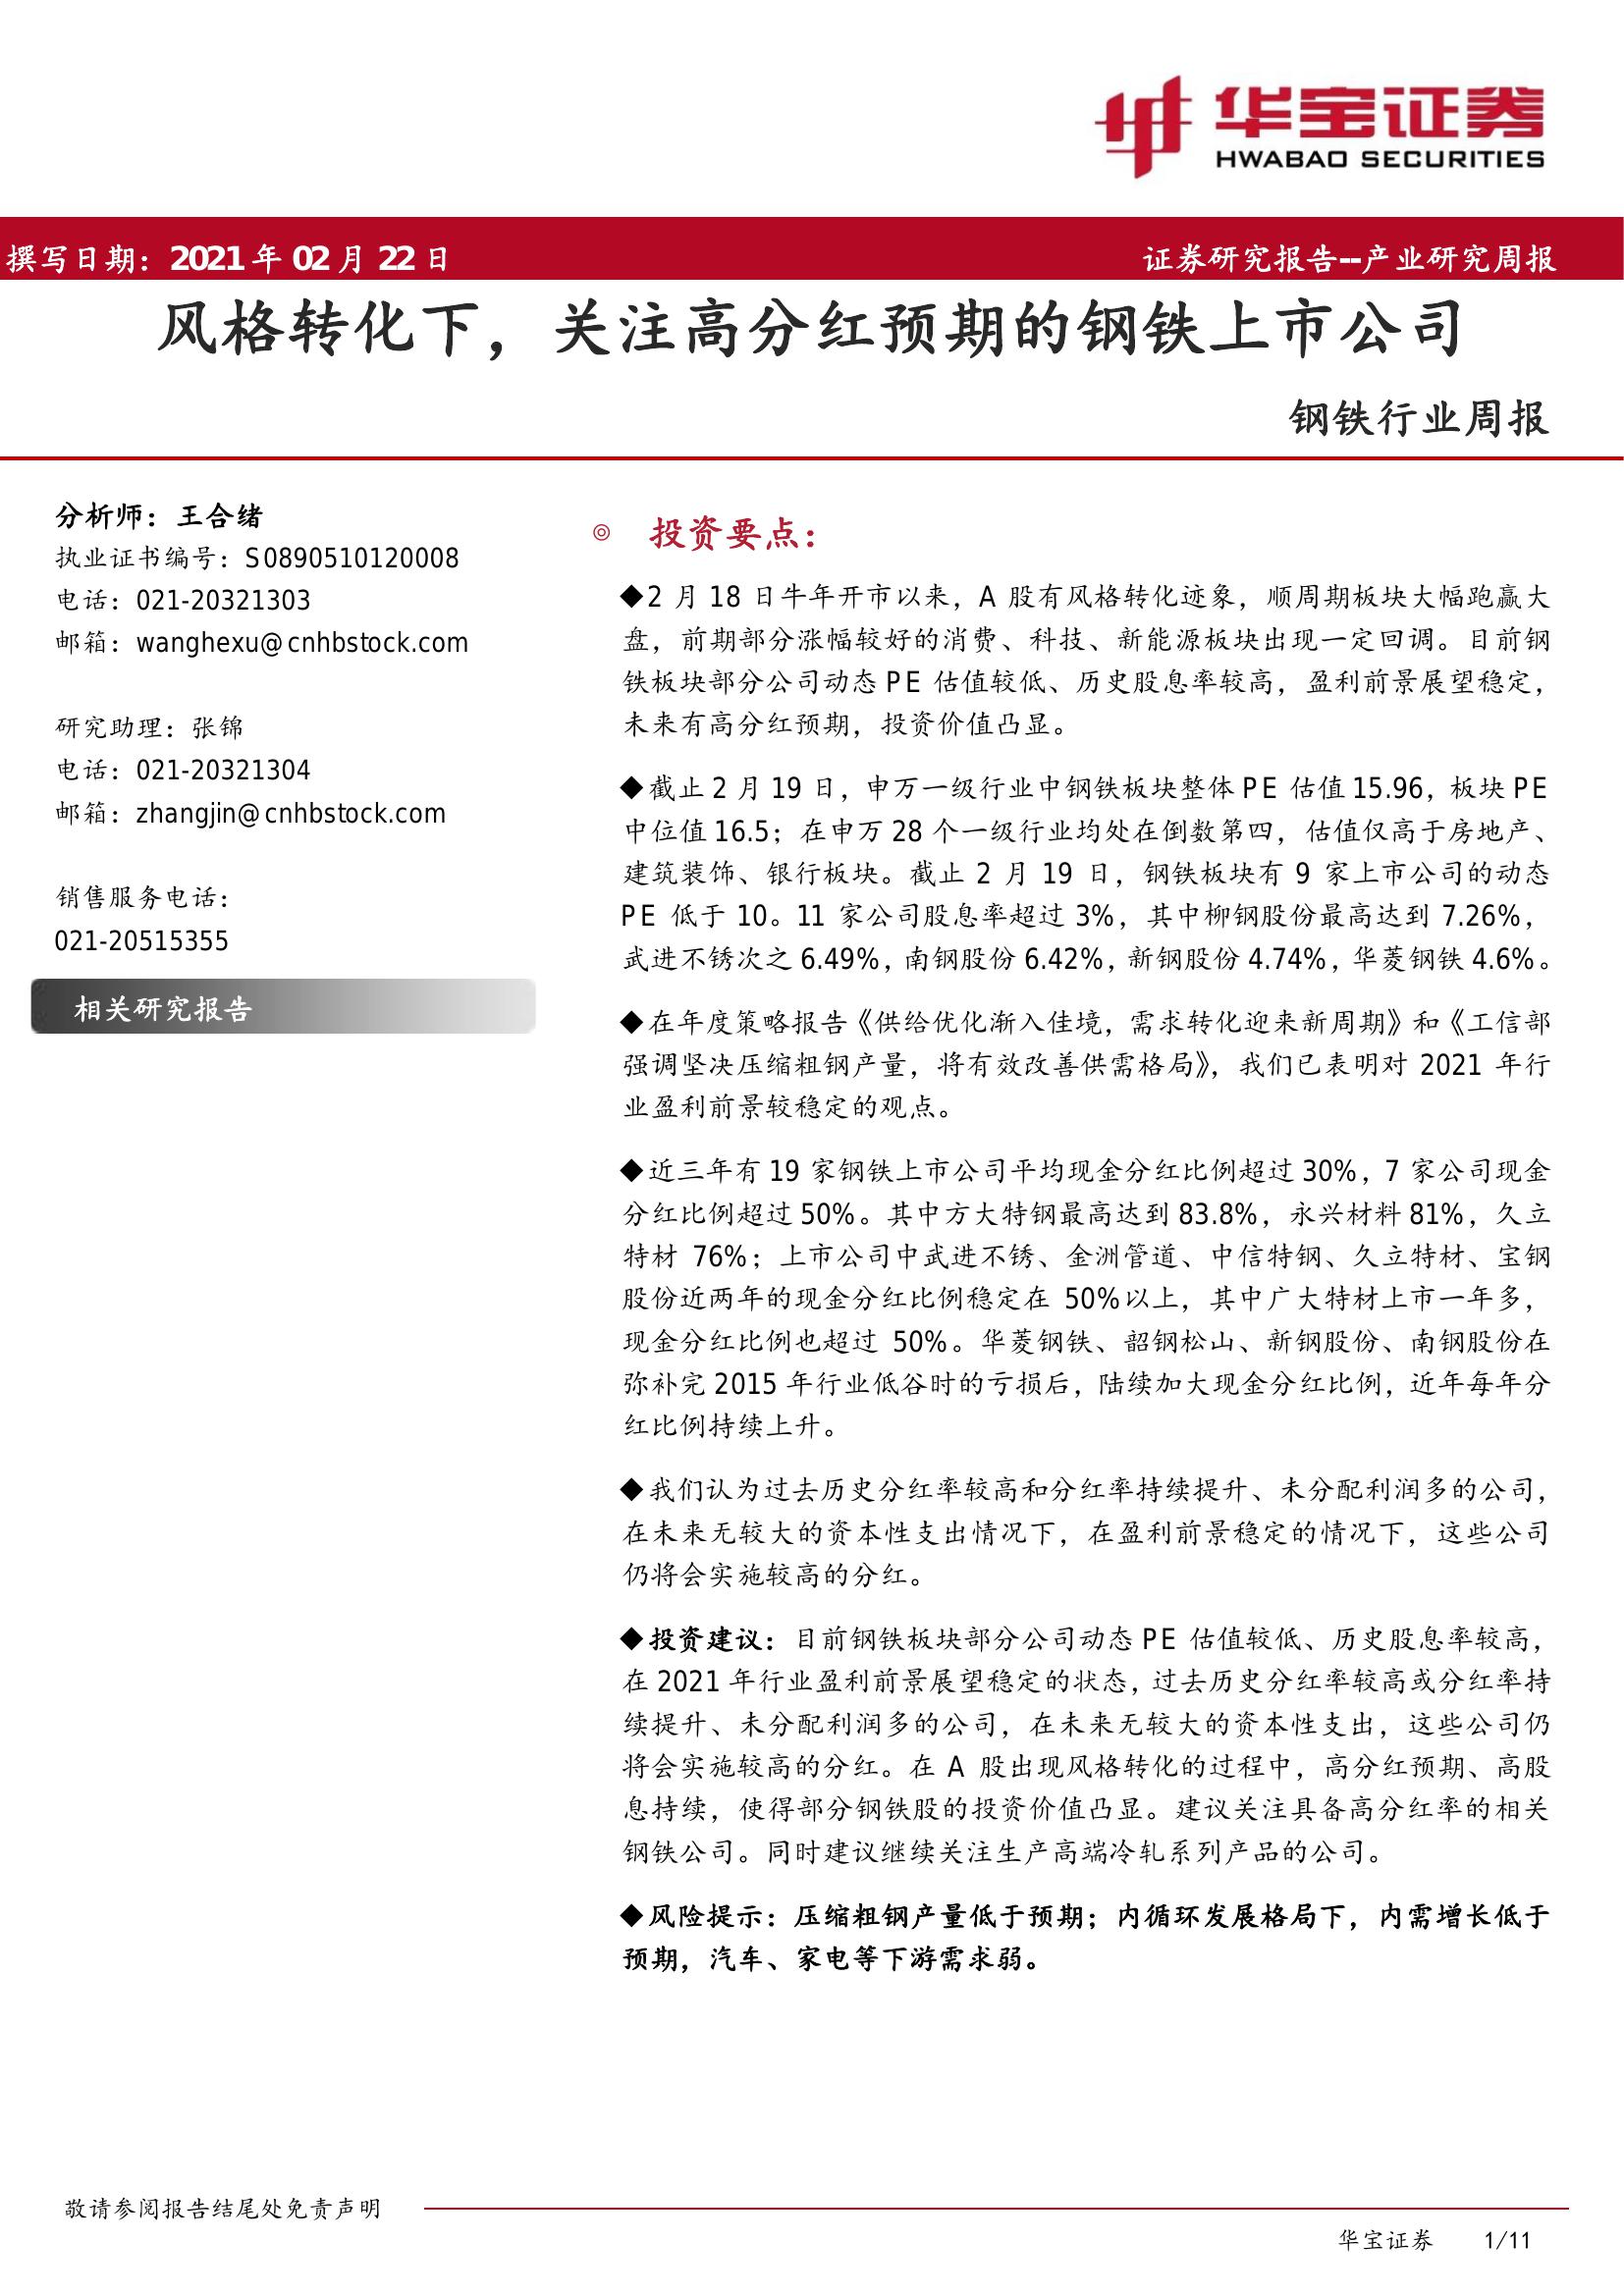 华宝证券
HWABAO SECURITIES
撰写日期：2021 年 02 月 22 日
证券研究报告--产业研究周报
风格转化下，关注高分红预期的钢铁上市公司
钢铁行业周报
分析师：王合绪
执业证书编号：S0890510120008
电话：021-20321303
邮箱：wanghexu@cnhbstock.com
研究助理：张锦
电话：021-20321304
邮箱：zhangjin@cnhbstock.com
销售服务电话：
021-20515355
相关研究报告
◎ 投资要点：
◆2 月 18 日牛年开市以来，A 股有风格转化迹象，顺周期板块大幅跑赢大
盘，前期部分涨幅较好的消费、科技、新能源板块出现一定回调。目前钢
铁板块部分公司动态 PE 估值较低、历史股息率较高，盈利前景展望稳定，
未来有高分红预期，投资价值凸显。
◆截止 2 月 19 日，申万一级行业中钢铁板块整体 PE 估值 15.96，板块 PE
中位值 16.5；在申万 28 个一级行业均处在倒数第四，估值仅高于房地产、
建筑装饰、银行板块。截止 2 月 19 日，钢铁板块有 9 家上市公司的动态
PE 低于 10。11 家公司股息率超过 3%，其中柳钢股份最高达到 7.26%，
武进不锈次之 6.49%，南钢股份 6.42%，新钢股份 4.74%，华菱钢铁 4.6%。
◆在年度策略报告《供给优化渐入佳境，需求转化迎来新周期》和《工信部
强调坚决压缩粗钢产量，将有效改善供需格局》，我们已表明对 2021 年行
业盈利前景较稳定的观点。
◆近三年有 19 家钢铁上市公司平均现金分红比例超过 30%，7 家公司现金
分红比例超过 50%。其中方大特钢最高达到 83.8%，永兴材料 81%，久立
特材 76%；上市公司中武进不锈、金洲管道、中信特钢、久立特材、宝钢
股份近两年的现金分红比例稳定在 50%以上，其中广大特材上市一年多，
现金分红比例也超过 50%。华菱钢铁、韶钢松山、新钢股份、南钢股份在
弥补完 2015 年行业低谷时的亏损后，陆续加大现金分红比例，近年每年分
红比例持续上升。
◆我们认为过去历史分红率较高和分红率持续提升、未分配利润多的公司，
在未来无较大的资本性支出情况下，在盈利前景稳定的情况下，这些公司
仍将会实施较高的分红。
◆投资建议：目前钢铁板块部分公司动态 PE 估值较低、历史股息率较高，
在 2021 年行业盈利前景展望稳定的状态，过去历史分红率较高或分红率持
续提升、未分配利润多的公司，在未来无较大的资本性支出，这些公司仍
将会实施较高的分红。在 A 股出现风格转化的过程中，高分红预期、高股
息持续，使得部分钢铁股的投资价值凸显。建议关注具备高分红率的相关
钢铁公司。同时建议继续关注生产高端冷轧系列产品的公司。
◆风险提示：压缩粗钢产量低于预期；内循环发展格局下，内需增长低于
预期，汽车、家电等下游需求弱。
敬请参阅报告结尾处免责声明
华宝证券 1/11